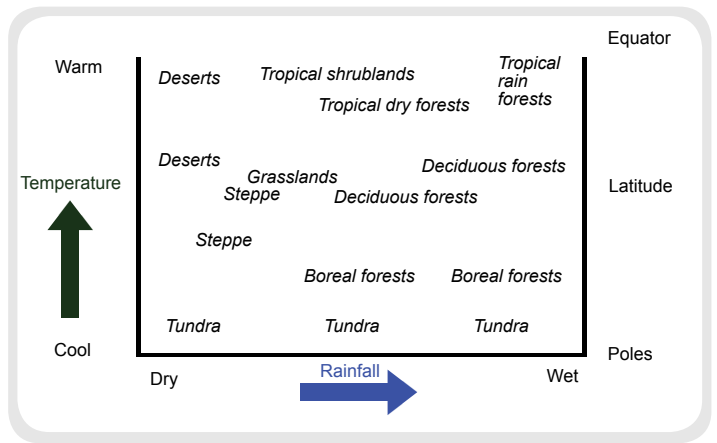 Equator
Warm
Deserts
Tropical shrublands
Tropical
rain
forests
Tropical dry forests
Deserts
Grasslands
Deciduous forests
Temperature
Steppe
Deciduous forests
Latitude
Steppe
Boreal forests
Boreal forests
Tundra
Tundra
Tundra
Cool
Poles
Dry
Rainfall
Wet